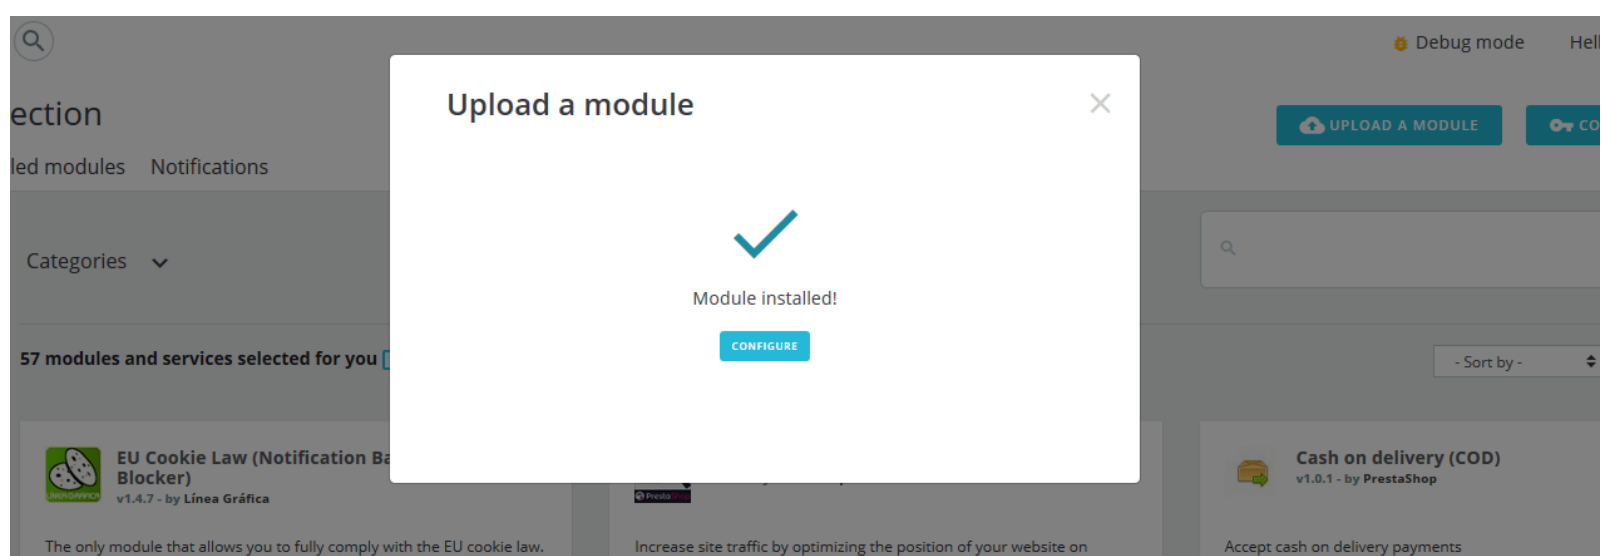 Debug mode
Upload a module
ection
UPLOAD A MODULE
led modules Notifications
Categories
Module installed!
CONFIGURE
57 modules and services selected for you
- Sort by -
EU Cookie Law (Notification Ba
Blocker)
v1.4.7 - by Línea Gráfica
The only module that allows you to fully comply with the EU cookie law.
PrestaShop
Increase site traffic by optimizing the position of your website on
Cash on delivery (COD)
v1.0.1 - by PrestaShop
Accept cash on delivery payments